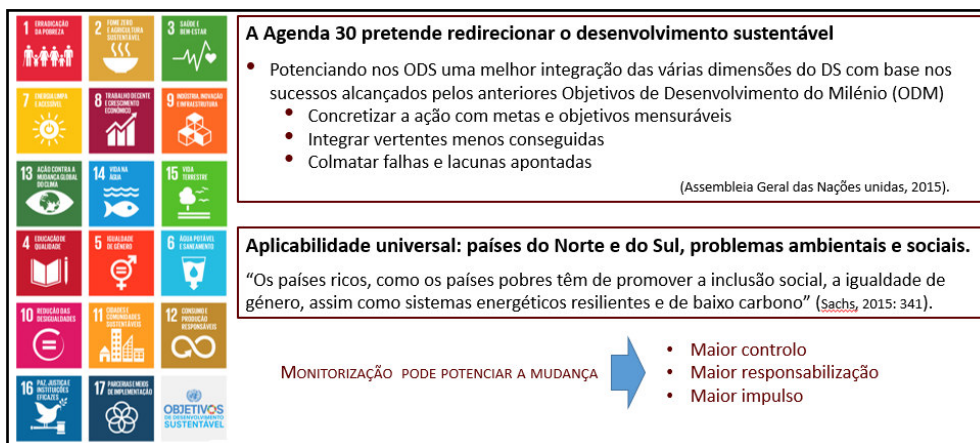 1 ERRADICAÇÃO
DA POBREZA
2 FOME ZERO
E AGRICULTURA
SUSTENTÁVEL
3 SAÚDE E
BEM-ESTAR
7 ENERGIA LIMPA
E ACESSÍVEL
8 TRABALHO DECENTE
E CRESCIMENTO
ECONÓMICO
9 INDÚSTRIA, INOVAÇÃO
E INFRAESTRUTURA
13 AÇÃO CONTRA A
MUDANÇA GLOBAL
DO CLIMA
14 VIDA NA
ÁGUA
15 VIDA
TERRESTRE
4 EDUCAÇÃO DE
QUALIDADE
5 IGUALDADE
DE GÉNERO
6 ÁGUA POTÁVEL
E SANEAMENTO
10 REDUÇÃO DAS
DESIGUALDADES
11 CIDADES E
COMUNIDADES
SUSTENTÁVEIS
12 CONSUMO E
PRODUÇÃO
RESPONSÁVEIS
16 PAZ, JUSTIÇA E
INSTITUIÇÕES
EFICAZES
17 PARCERIAS E MEIOS
DE IMPLEMENTAÇÃO
OBJETIVOS
DE DESENVOLVIMENTO
SUSTENTÁVEL
A Agenda 30 pretende redirecionar o desenvolvimento sustentável
• Potenciando nos ODS uma melhor integração das várias dimensões do DS com base nos
sucessos alcançados pelos anteriores Objetivos de Desenvolvimento do Milénio (ODM)
• Concretizar a ação com metas e objetivos mensuráveis
• Integrar vertentes menos conseguidas
• Colmatar falhas e lacunas apontadas
(Assembleia Geral das Nações unidas, 2015).
Aplicabilidade universal: países do Norte e do Sul, problemas ambientais e sociais.
“Os países ricos, como os países pobres têm de promover a inclusão social, a igualdade de
género, assim como sistemas energéticos resilientes e de baixo carbono” (Sachs, 2015: 341).
MONITORIZAÇÃO PODE POTENCIAR A MUDANÇA
• Maior controlo
• Maior responsabilização
• Maior impulso